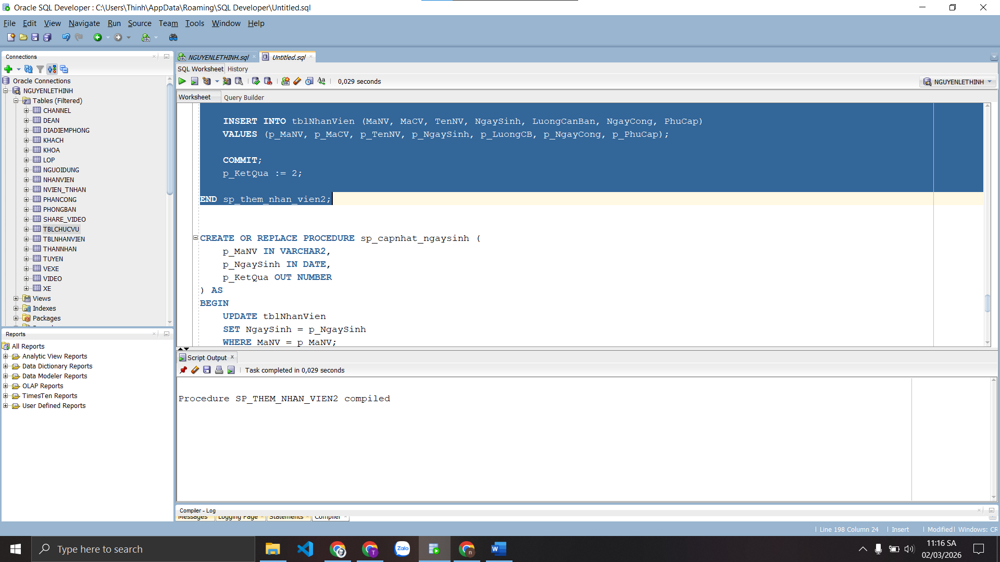 Oracle SQL Developer : C:\Users\Thinh\AppData\Roaming\SQL Developer\Untitled.sql
File Edit View Navigate Run Source Team Tools Window Help
Connections
Oracle Connections
NGUYENLETHINH
Tables (Filtered)
CHANNEL
DEAN
DIADIEMPHONG
KHACH
KHOA
LOP
NGUOIDUNG
NHANVIEN
NVIEN_TNHAN
PHANCONG
PHONGBAN
SHARE_VIDEO
TBLCHUCVU
TBLNHANVIEN
THANNHAN
TUYEN
VEXE
VIDEO
XE
Views
Indexes
Packages
Reports
All Reports
Analytic View Reports
Data Dictionary Reports
Data Modeler Reports
OLAP Reports
TimesTen Reports
User Defined Reports
NGUYENLETHINH.sql Untitled.sql
SQL Worksheet History
0,029 seconds
NGUYENLETHINH
Worksheet Query Builder
INSERT INTO tblNhanVien (MaNV, MaCV, TenNV, NgaySinh, LuongCanBan, NgayCong, PhuCap)
VALUES (p_MaNV, p_MaCV, p_TenNV, p_NgaySinh, p_LuongCB, p_NgayCong, p_PhuCap);
COMMIT;
p_KetQua := 2;
END sp_them_nhan_vien2;
CREATE OR REPLACE PROCEDURE sp_capnhat_ngaysinh (
p_MaNV IN VARCHAR2,
p_NgaySinh IN DATE,
p_KetQua OUT NUMBER
) AS
BEGIN
UPDATE tblNhanVien
SET NgaySinh = p_NgaySinh
WHERE MaNV = p_MaNV;
Script Output
Task completed in 0,029 seconds
Procedure SP_THEM_NHAN_VIEN2 compiled
Compiler - Log
Messages Logging Page Statements Compiler
Line 198 Column 24 Insert Modified Windows: CR
Type here to search
Zalo
11:16 SA
02/03/2026